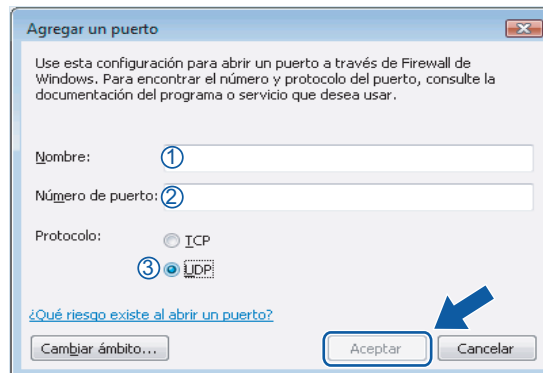 Agregar un puerto
Use esta configuración para abrir un puerto a través de Firewall de
Windows. Para encontrar el número y protocolo del puerto, consulte la
documentación del programa o servicio que desea usar.
Nombre: ①
Número de puerto: ②
Protocolo: TCP
③ UDP
¿Qué riesgo existe al abrir un puerto?
Cambiar ámbito... Aceptar Cancelar